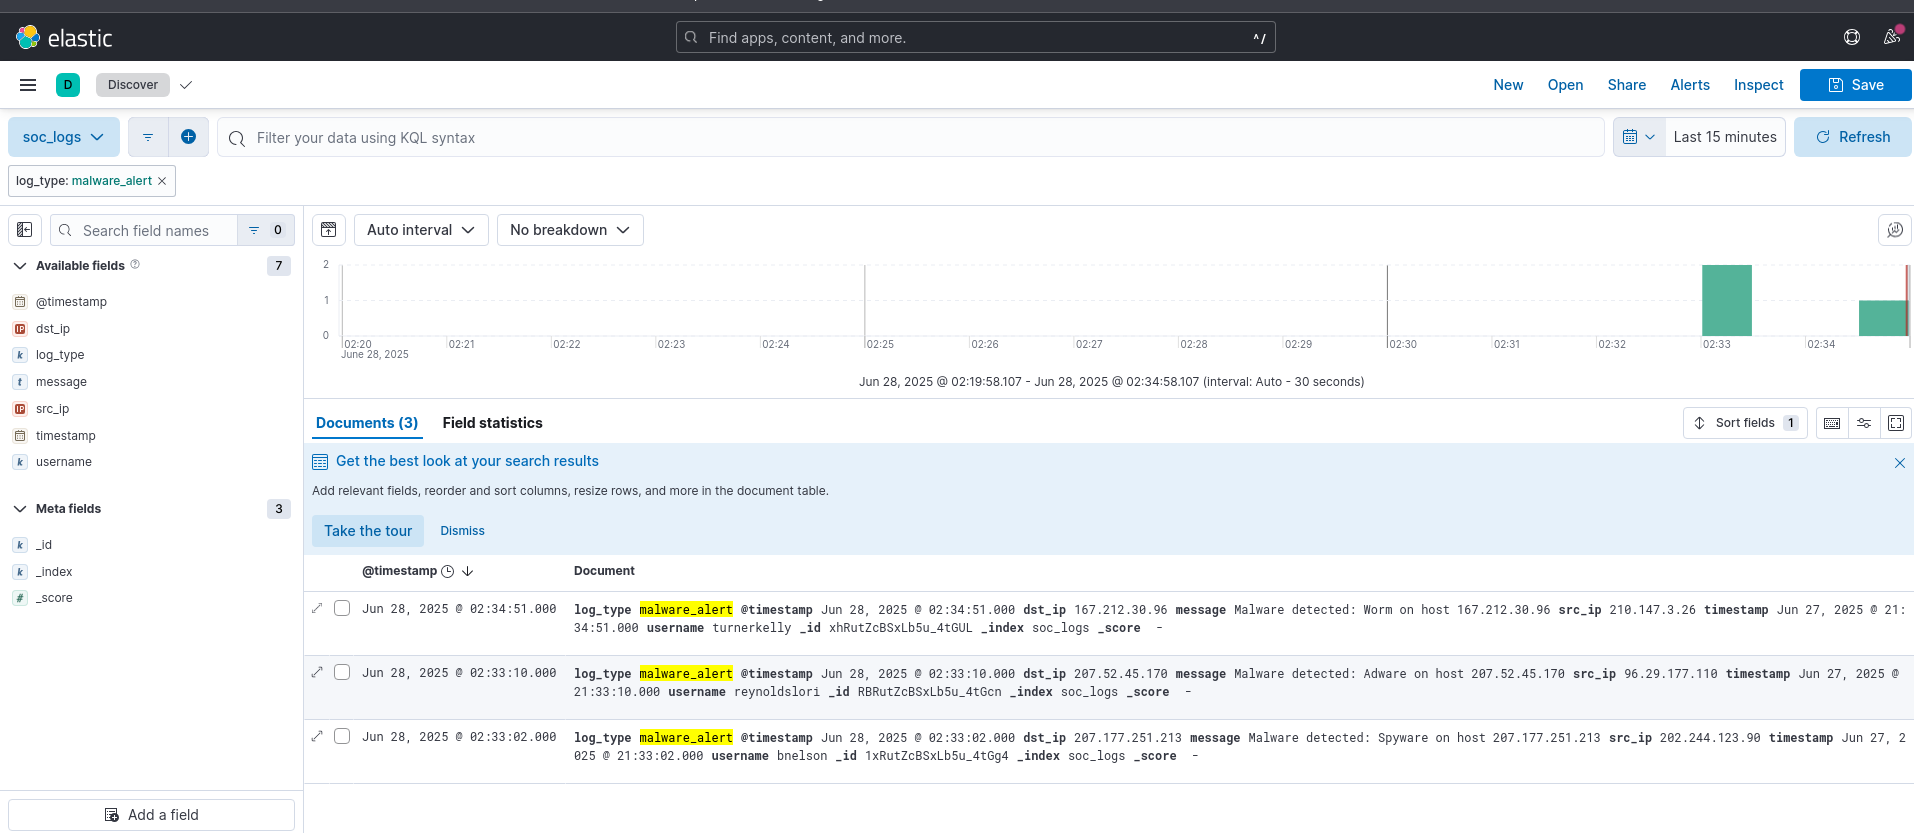 elastic
Find apps, content, and more.
^/
D
Discover
New
Open
Share
Alerts
Inspect
Save
soc_logs
Filter your data using KQL syntax
Last 15 minutes
Refresh
log_type: malware_alert
Search field names
0
Auto interval
No breakdown
Available fields
7
@timestamp
dst_ip
log_type
message
src_ip
timestamp
username
Meta fields
3
_id
_index
_score
Add a field
2
1
0
02:20
02:21
02:22
02:23
02:24
02:25
02:26
02:27
02:28
02:29
02:30
02:31
02:32
02:33
02:34
June 28, 2025
Jun 28, 2025 @ 02:19:58.107 - Jun 28, 2025 @ 02:34:58.107 (interval: Auto - 30 seconds)
Documents (3)
Field statistics
Sort fields
1
Get the best look at your search results
Add relevant fields, reorder and sort columns, resize rows, and more in the document table.
Take the tour
Dismiss
@timestamp
Document
Jun 28, 2025 @ 02:34:51.000
log_type malware_alert @timestamp Jun 28, 2025 @ 02:34:51.000 dst_ip 167.212.30.96 message Malware detected: Worm on host 167.212.30.96 src_ip 210.147.3.26 timestamp Jun 27, 2025 @ 21:
34:51.000 username turnerkelly _id xhRutZcBSxLb5u_4tGUL _index soc_logs _score -
Jun 28, 2025 @ 02:33:10.000
log_type malware_alert @timestamp Jun 28, 2025 @ 02:33:10.000 dst_ip 207.52.45.170 message Malware detected: Adware on host 207.52.45.170 src_ip 96.29.177.110 timestamp Jun 27, 2025 @
21:33:10.000 username reynoldslori _id RBRutZcBSxLb5u_4tGcn _index soc_logs _score -
Jun 28, 2025 @ 02:33:02.000
log_type malware_alert @timestamp Jun 28, 2025 @ 02:33:02.000 dst_ip 207.177.251.213 message Malware detected: Spyware on host 207.177.251.213 src_ip 202.244.123.90 timestamp Jun 27, 2
025 @ 21:33:02.000 username bnelson _id 1xRutZcBSxLb5u_4tGg4 _index soc_logs _score -